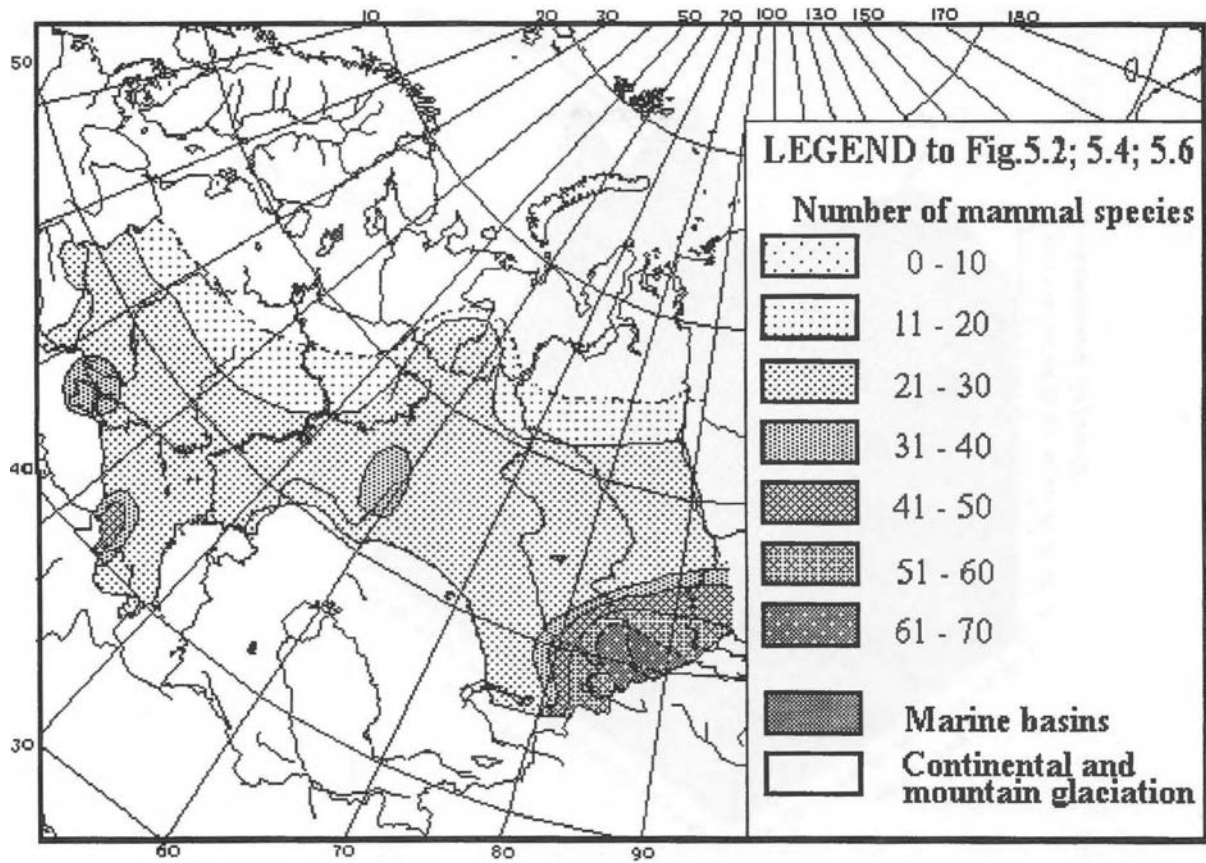 10 20 30 50 70 100 130 150 170 180
50
LEGEND to Fig.5.2; 5.4; 5.6
Number of mammal species
0 - 10
11 - 20
21 - 30
31 - 40
40
41 - 50
51 - 60
61 - 70
Marine basins
30
Continental and
mountain glaciation
60 70 80 90